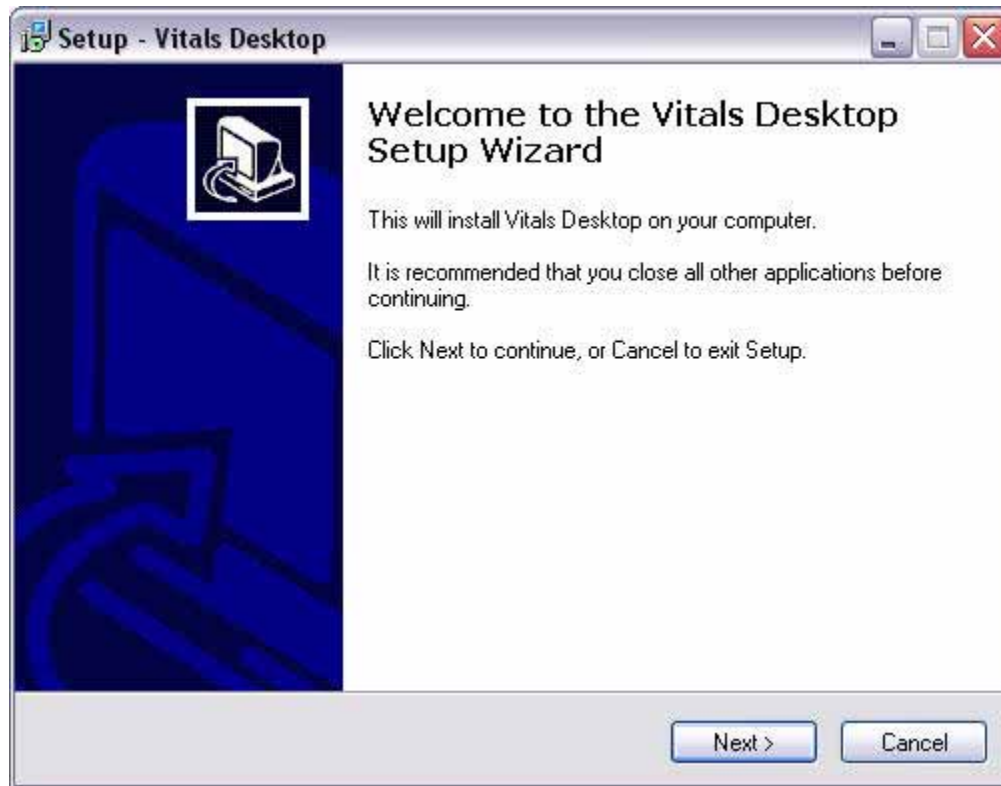 Setup - Vitals Desktop
Welcome to the Vitals Desktop
Setup Wizard
This will install Vitals Desktop on your computer.
It is recommended that you close all other applications before
continuing.
Click Next to continue, or Cancel to exit Setup.
Next >
Cancel